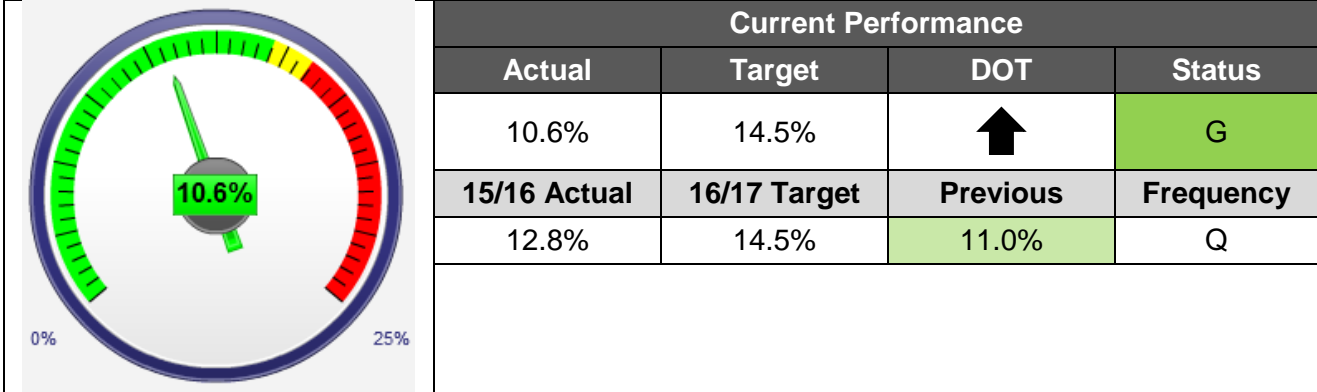 10.6%
0%
25%
Current Performance
Actual Target DOT Status
10.6% 14.5% G
15/16 Actual 16/17 Target Previous Frequency
12.8% 14.5% 11.0% Q